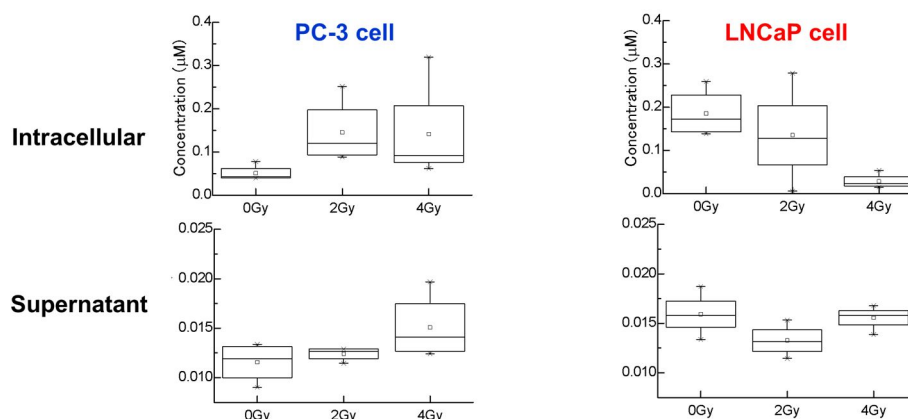 PC-3 cell
LNCaP cell
Intracellular
Concentration (μM)
0.4
0.3
0.2
0.1
0.0
0Gy
2Gy
4Gy
Concentration (μM)
0.4
0.3
0.2
0.1
0.0
0Gy
2Gy
4Gy
Supernatant
0.025
0.020
0.015
0.010
0Gy
2Gy
4Gy
0.025
0.020
0.015
0.010
0Gy
2Gy
4Gy